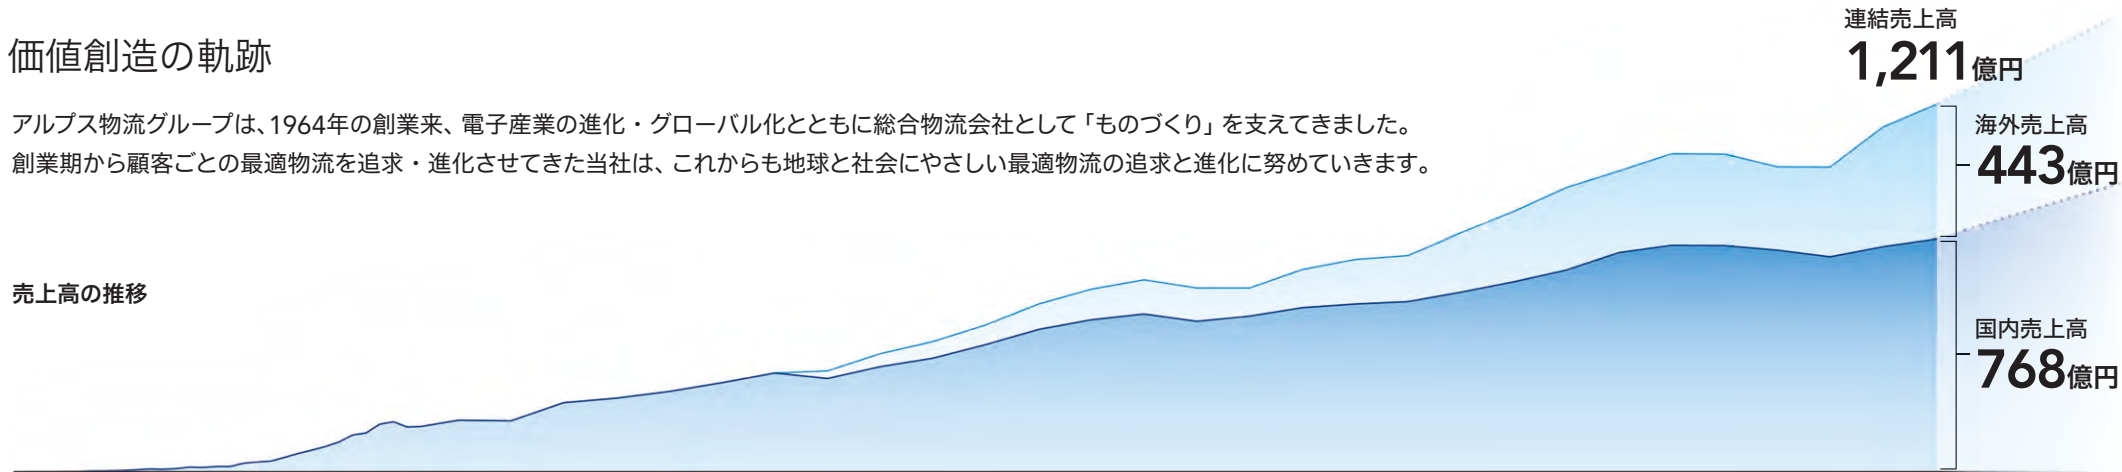 価値創造の軌跡
アルプス物流グループは、1964年の創業来、電子産業の進化・グローバル化とともに総合物流会社として「ものづくり」を支えてきました。
創業期から顧客ごとの最適物流を追求・進化させてきた当社は、これからも地球と社会にやさしい最適物流の追求と進化に努めていきます。
売上高の推移
連結売上高
1,211億円
海外売上高
443億円
国内売上高
768億円